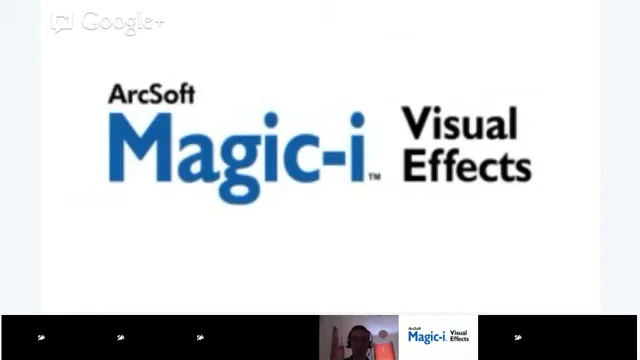 Google+
ArcSoft
Magic-i™
Visual
Effects
ArcSoft
Magic-i
Visual
Effects